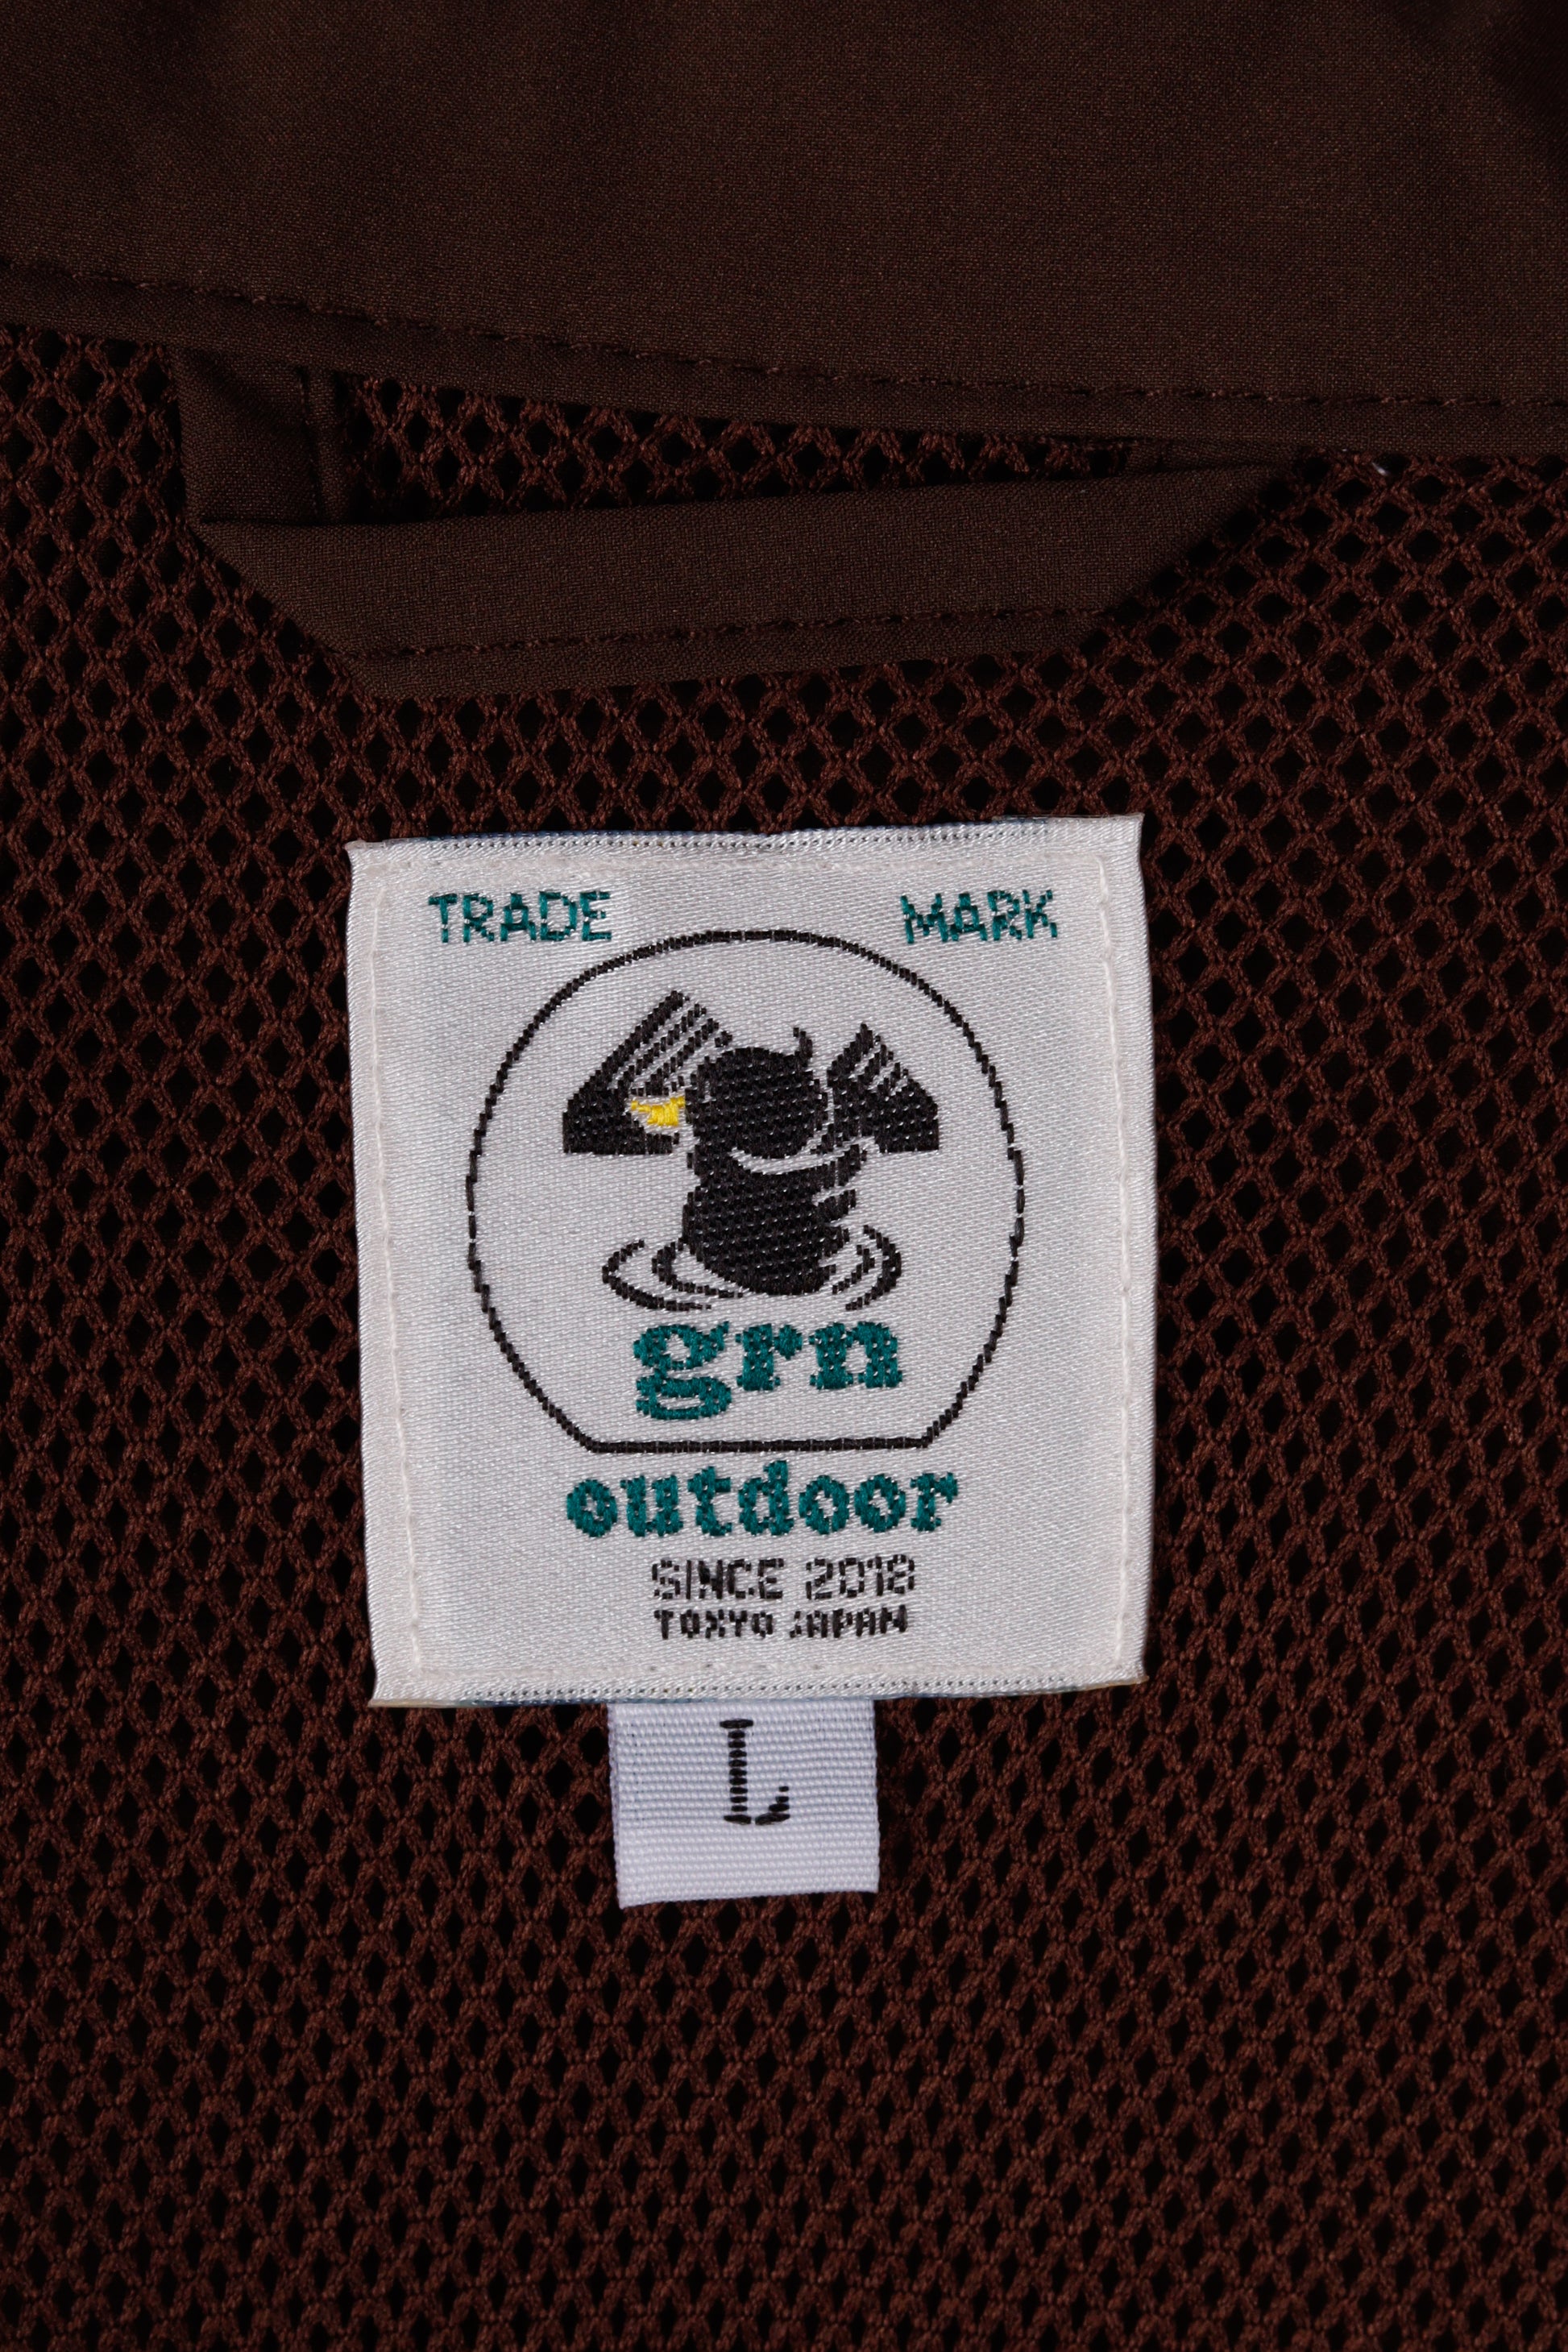 TRADE MARK
grn
outdoor
SINCE 2018
TOKYO JAPAN
L